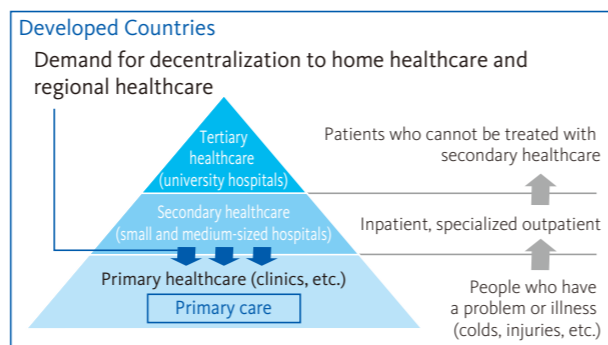 Developed Countries
Demand for decentralization to home healthcare and
regional healthcare
Tertiary
healthcare
(university hospitals)
Patients who cannot be treated with
secondary healthcare
Secondary healthcare
(small and medium-sized hospitals)
Inpatient, specialized outpatient
Primary healthcare (clinics, etc.)
Primary care
People who have
a problem or illness
(colds, injuries, etc.)